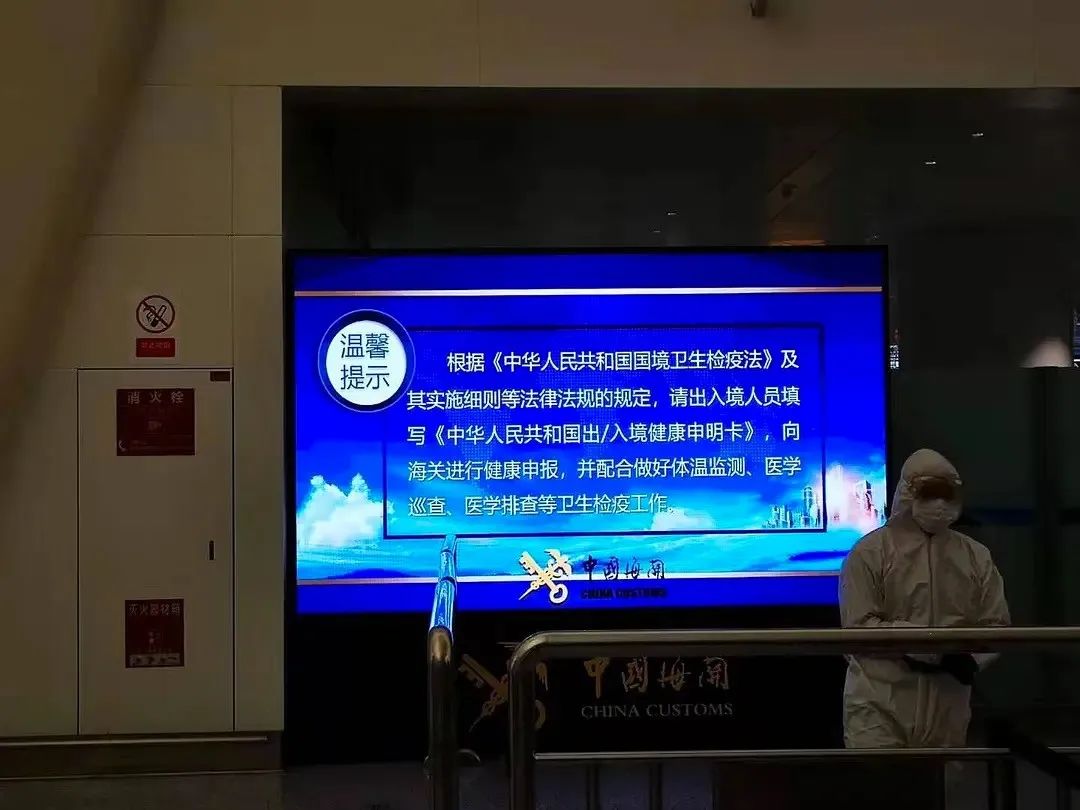 温馨
提示
根据《中华人民共和国国境卫生检疫法》及
其实施细则等法律法规的规定，请出入境人员填
写《中华人民共和国出/入境健康申明卡》，向
海关进行健康申报，并配合做好体温监测、医学
巡查、医学排查等卫生检疫工作。
中国海关
CHINA CUSTOMS
中国海关
CHINA CUSTOMS
消火栓
灭火器材箱